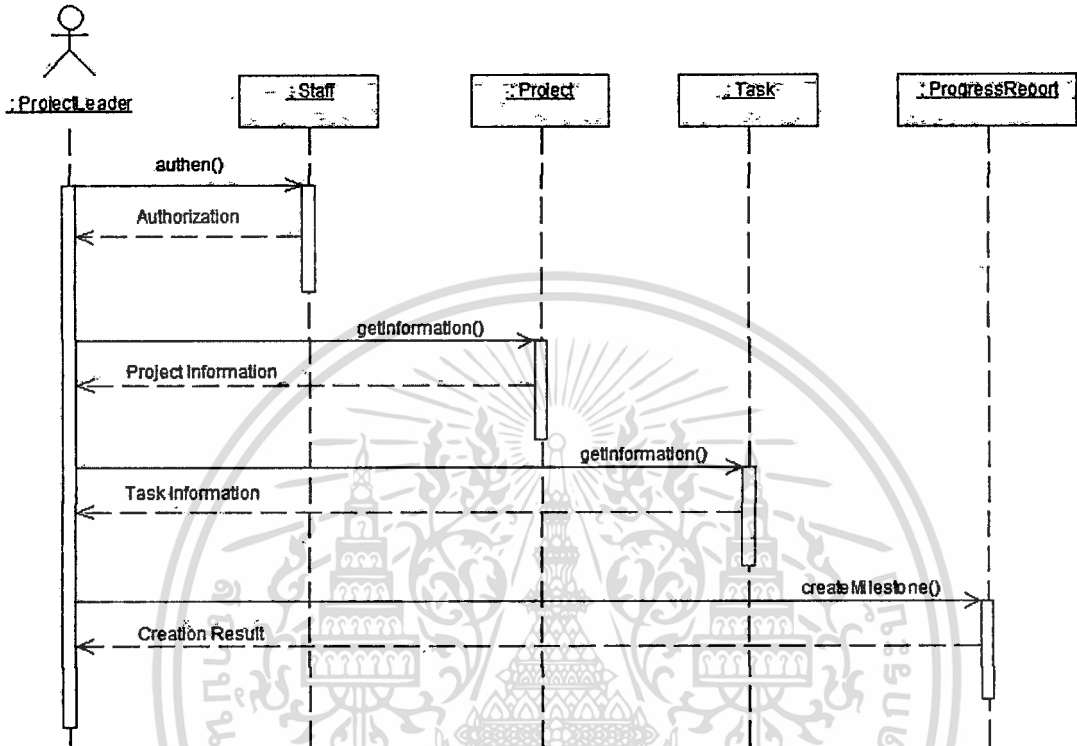 : ProjectLeader
: Staff
: Project
: Task
: ProgressReport
authen()
Authorization
getInformation()
Project Information
getInformation()
Task Information
createMilestone()
Creation Result